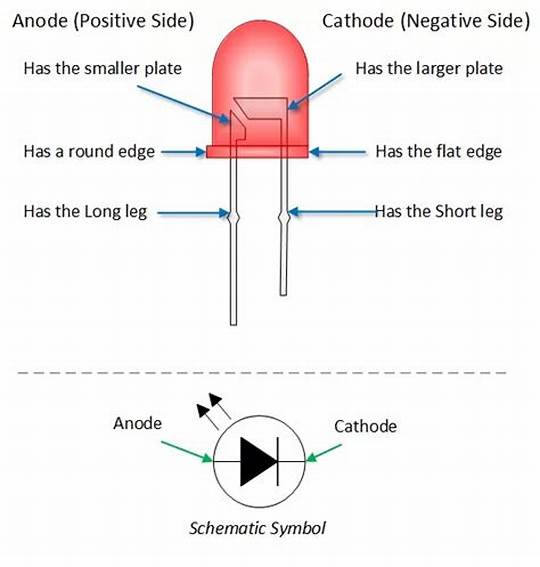 Anode (Positive Side)
Cathode (Negative Side)
Has the smaller plate
Has the larger plate
Has a round edge
Has the flat edge
Has the Long leg
Has the Short leg
Anode
Cathode
Schematic Symbol